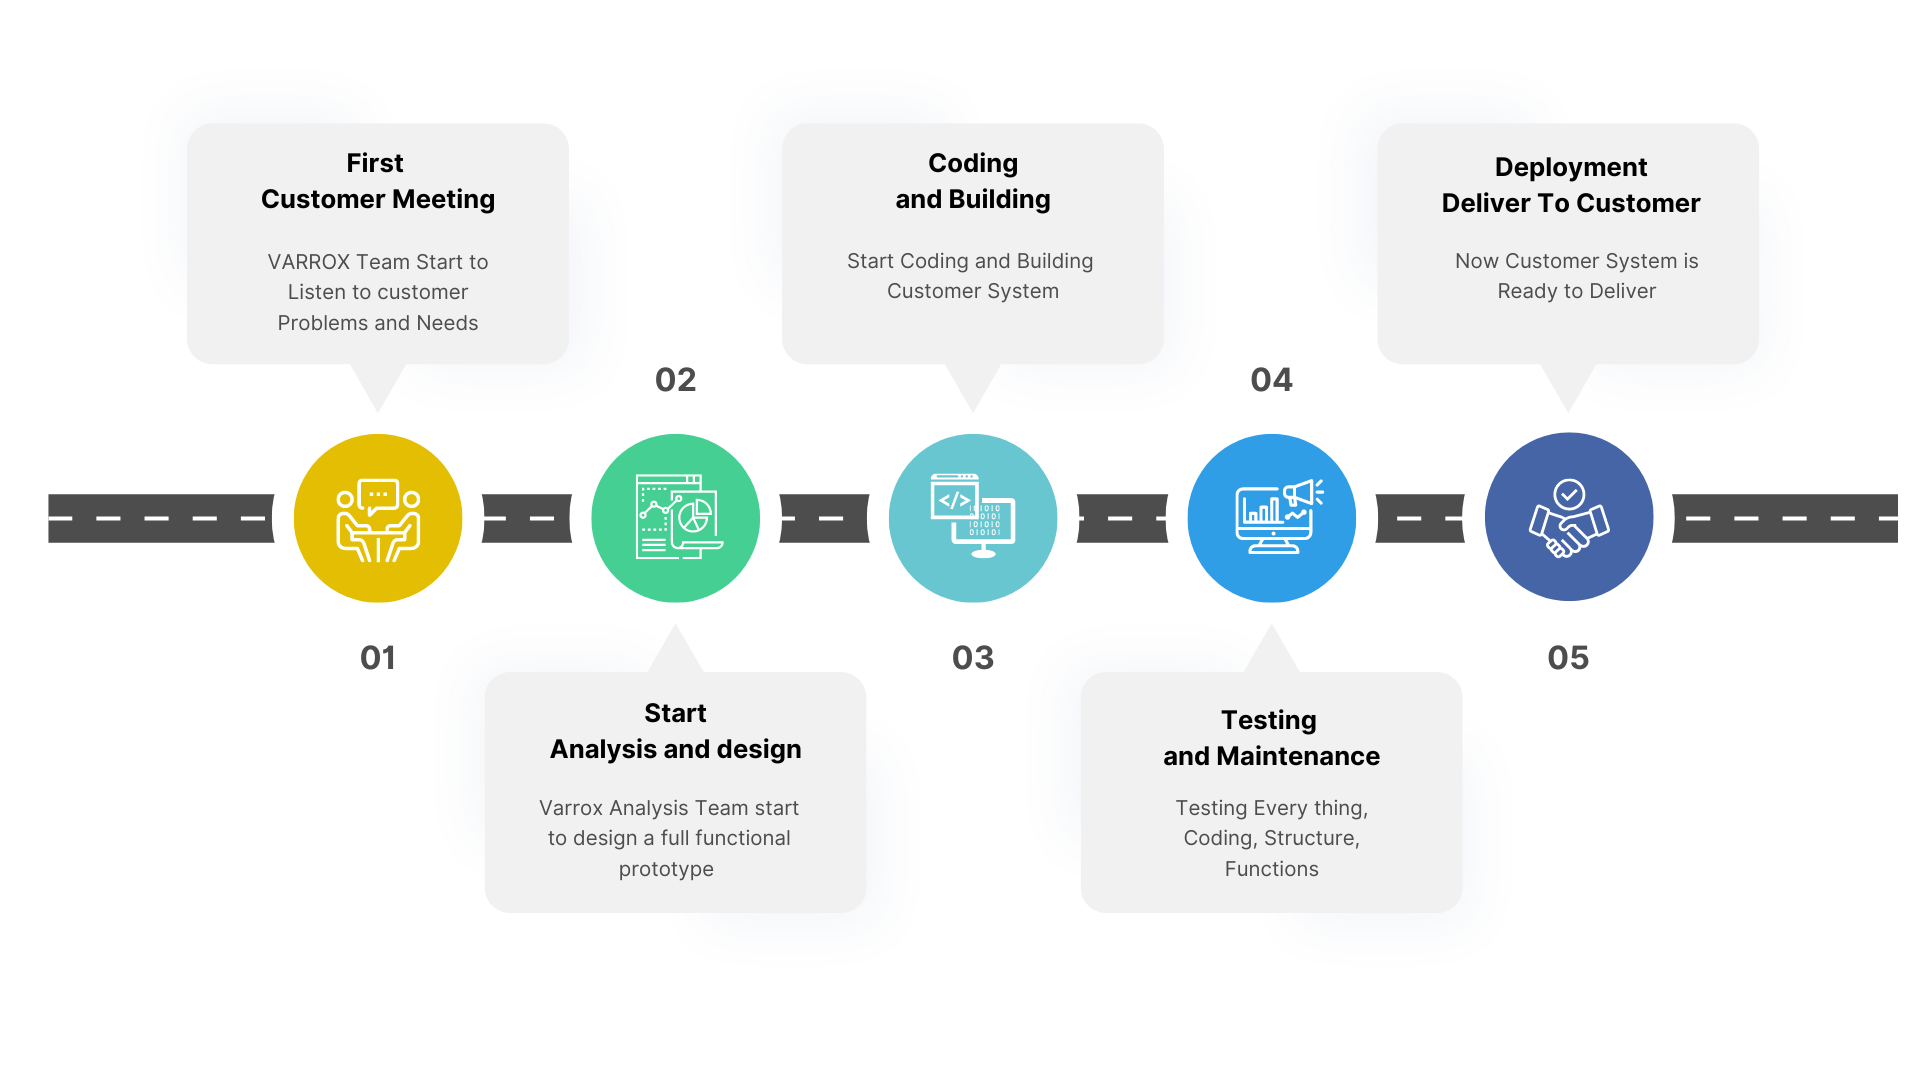 First
Customer Meeting
VARROX Team Start to
Listen to customer
Problems and Needs
01
02
Start
Analysis and design
Varrox Analysis Team start
to design a full functional
prototype
Coding
and Building
Start Coding and Building
Customer System
03
04
Testing
and Maintenance
Testing Every thing,
Coding, Structure,
Functions
Deployment
Deliver To Customer
Now Customer System is
Ready to Deliver
05